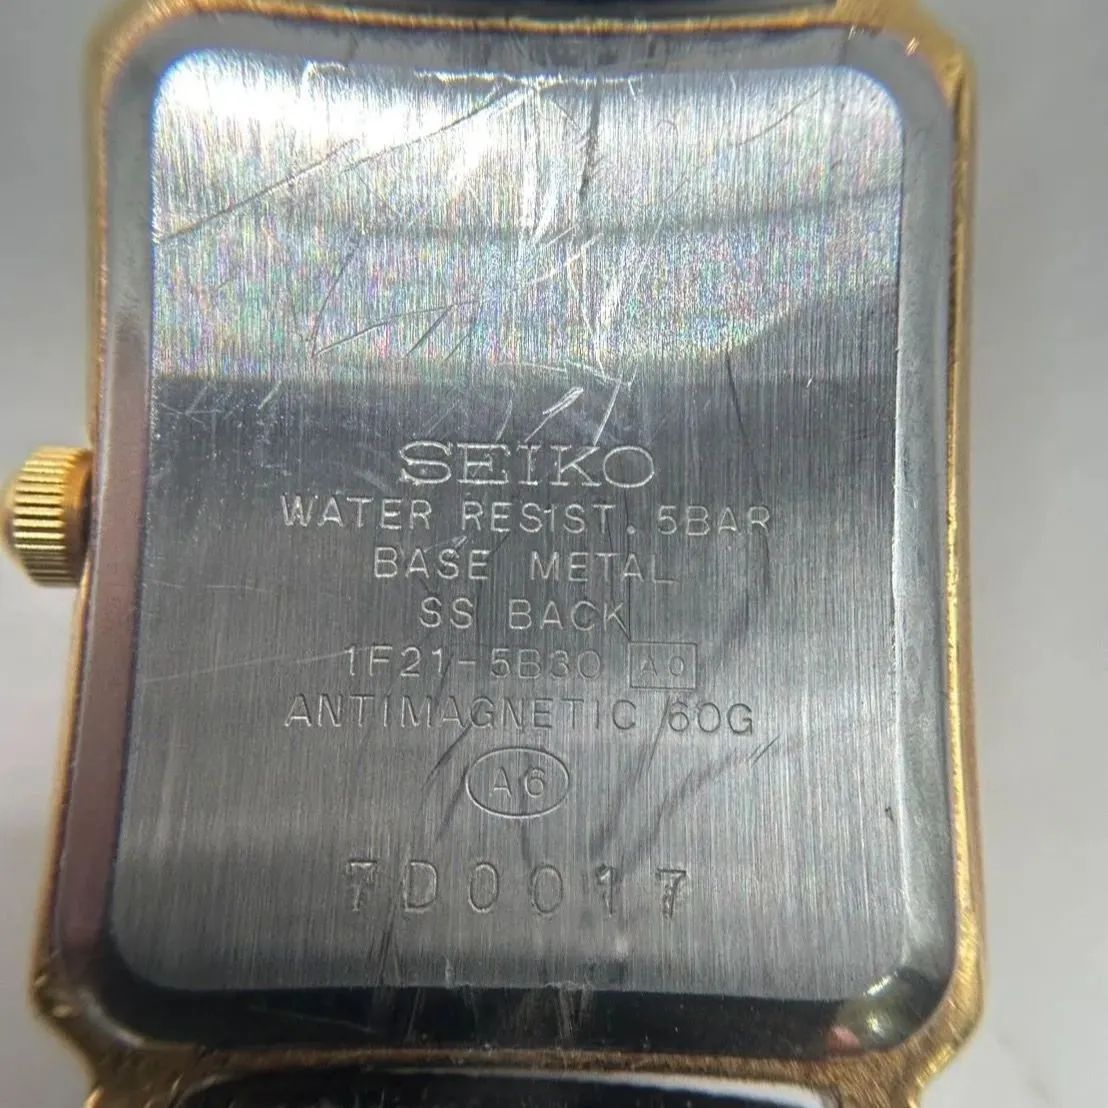 SEIKO
WATER RESIST. 5BAR
BASE METAL
SS BACK
1F21-5B30 A0
ANTIMAGNETIC 60G
A6
7D0017